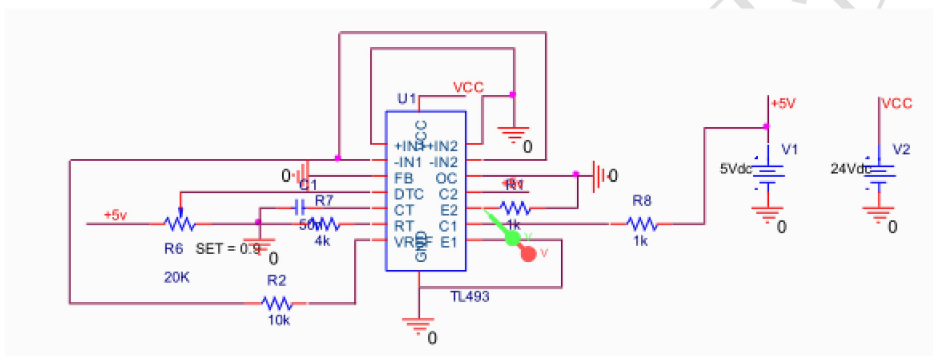 VCC
U1
VCC
0
+IN1
+IN2
-IN1
-IN2
0
FB
OC
0
C1
DTC
C2
R7
CT
E2
R1
1k
+5v
4k
RT
C1
R8
1k
R6
SET = 0.9
0
VREF
E1
V
20K
GND
R2
10k
TL493
0
+5V
VCC
V1
5Vdc
0
V2
24Vdc
0